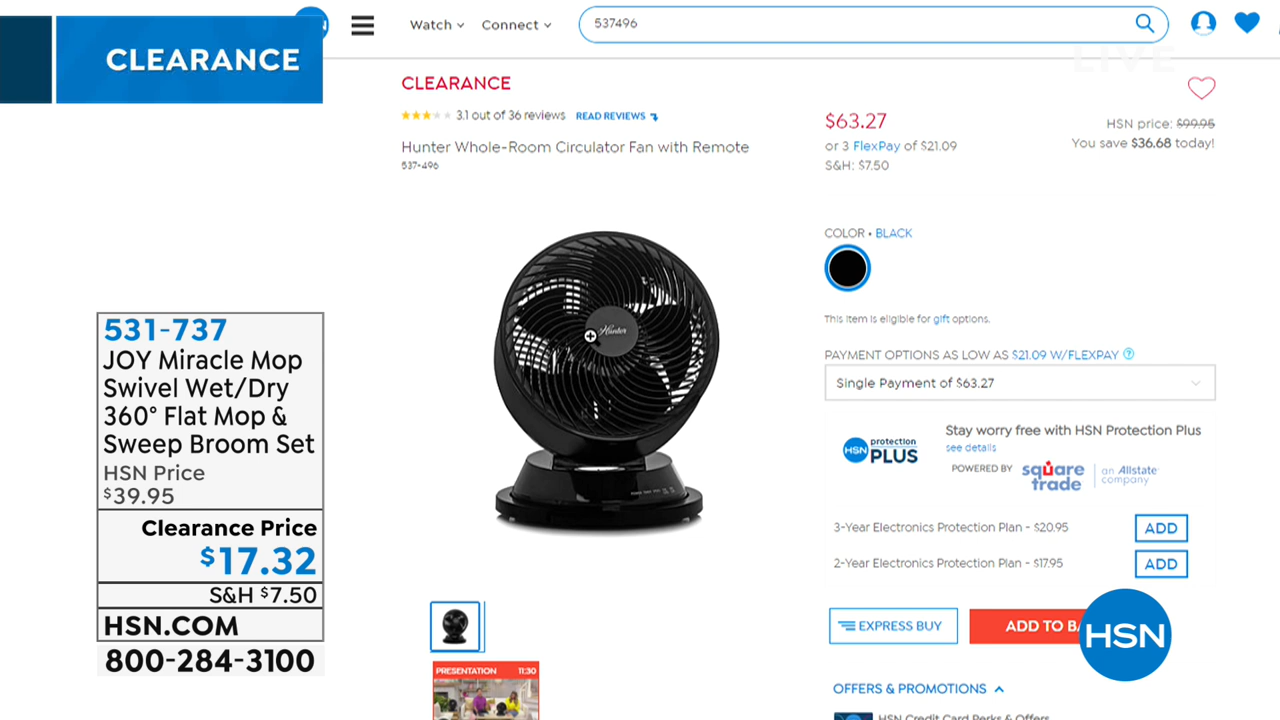 CLEARANCE
Watch
Connect
537496
LIVE
CLEARANCE
3.1 out of 36 reviews
READ REVIEWS
Hunter Whole-Room Circulator Fan with Remote
537-496
$63.27
or 3 FlexPay of $21.09
S&H: $7.50
HSN price: $99.95
You save $36.68 today!
COLOR • BLACK
This item is eligible for gift options.
PAYMENT OPTIONS AS LOW AS $21.09 W/FLEXPAY ?
Single Payment of $63.27
HSN protection PLUS
Stay worry free with HSN Protection Plus
see details
POWERED BY square trade an Allstate company
3-Year Electronics Protection Plan - $20.95
ADD
2-Year Electronics Protection Plan - $17.95
ADD
EXPRESS BUY
ADD TO BA
HSN
OFFERS & PROMOTIONS
HSN Credit Card Perks & Offers
Hunter
PRESENTATION 11:30
531-737
JOY Miracle Mop
Swivel Wet/Dry
360° Flat Mop &
Sweep Broom Set
HSN Price
$39.95
Clearance Price
$17.32
S&H $7.50
HSN.COM
800-284-3100